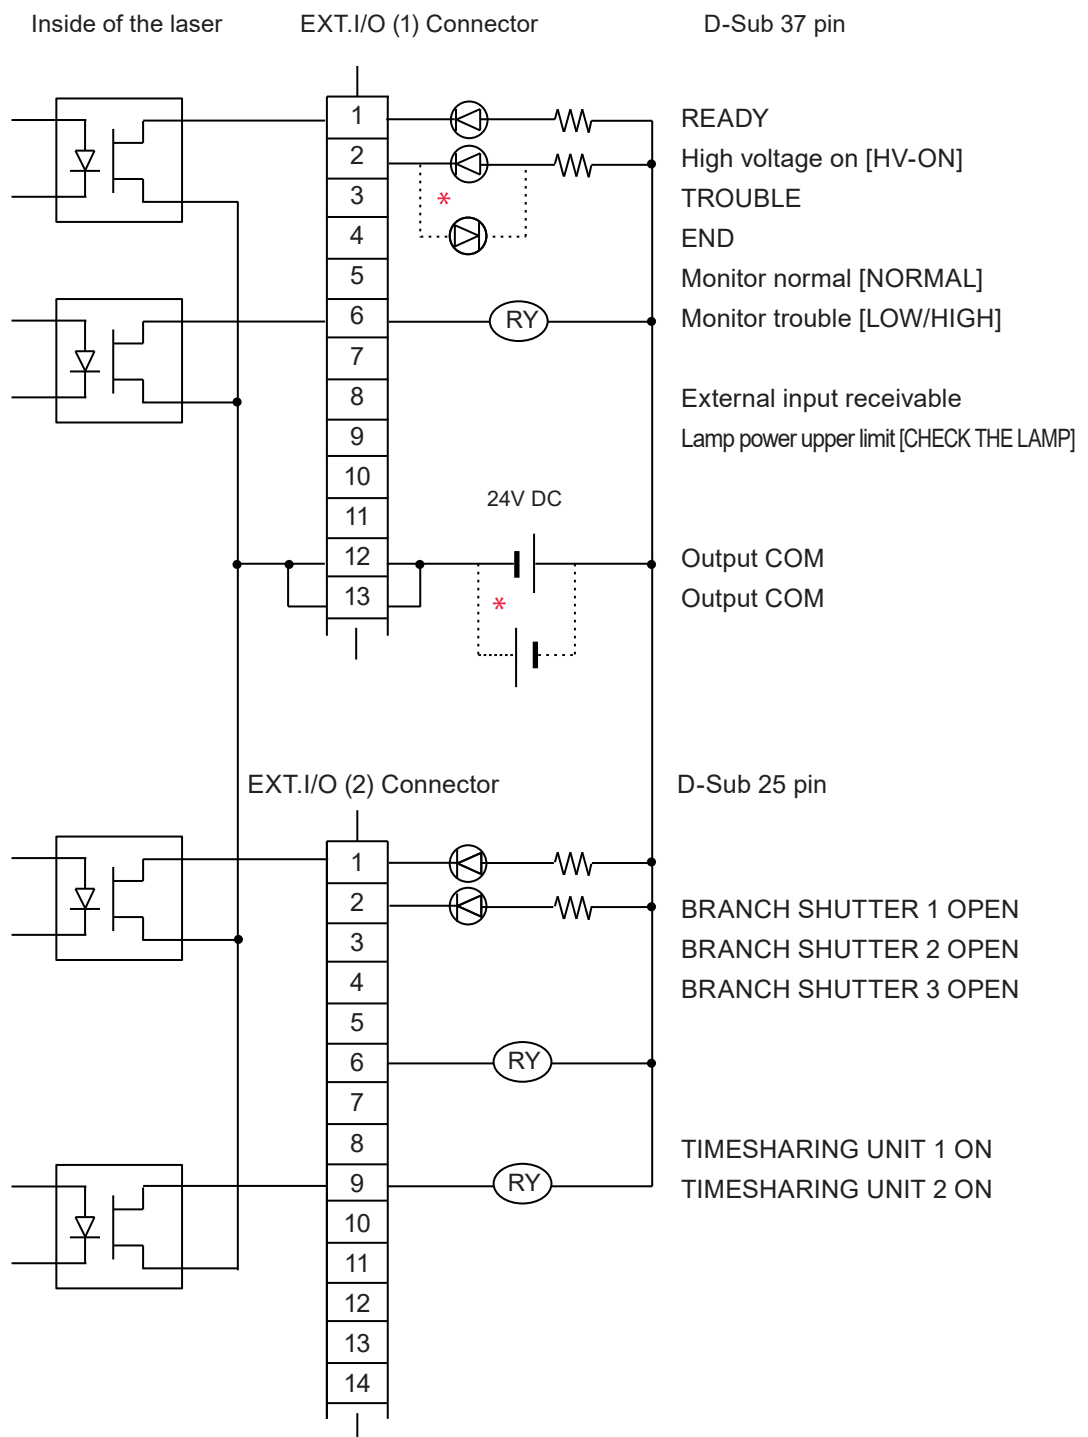 Inside of the laser EXT.I/O (1) Connector D-Sub 37 pin
1 READY
2 High voltage on [HV-ON]
3 * TROUBLE
4 END
5 Monitor normal [NORMAL]
6 RY Monitor trouble [LOW/HIGH]
7
8 External input receivable
9 Lamp power upper limit [CHECK THE LAMP]
10
24V DC
11
12 Output COM
13 * Output COM
EXT.I/O (2) Connector D-Sub 25 pin
1
2 BRANCH SHUTTER 1 OPEN
3 BRANCH SHUTTER 2 OPEN
4 BRANCH SHUTTER 3 OPEN
5
6 RY
7
8 TIMESHARING UNIT 1 ON
9 RY TIMESHARING UNIT 2 ON
10
11
12
13
14